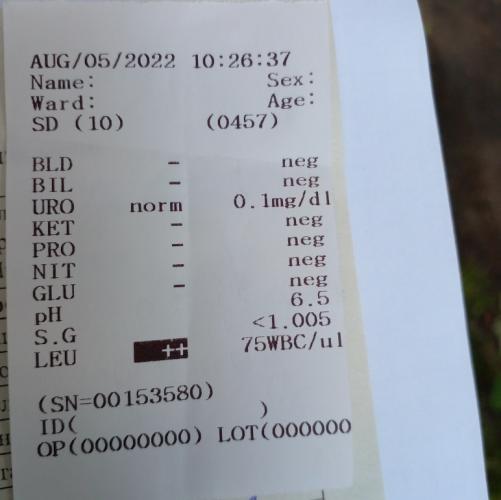 AUG/05/2022 10:26:37
Name: Sex:
Ward: Age:
SD (10) (0457)
BLD - neg
BIL - neg
URO norm 0.1mg/dl
KET - neg
PRO - neg
NIT - neg
GLU - neg
pH 6.5
S.G <1.005
LEU ++ 75WBC/ul
(SN=00153580)
ID( )
OP(00000000) LOT(000000